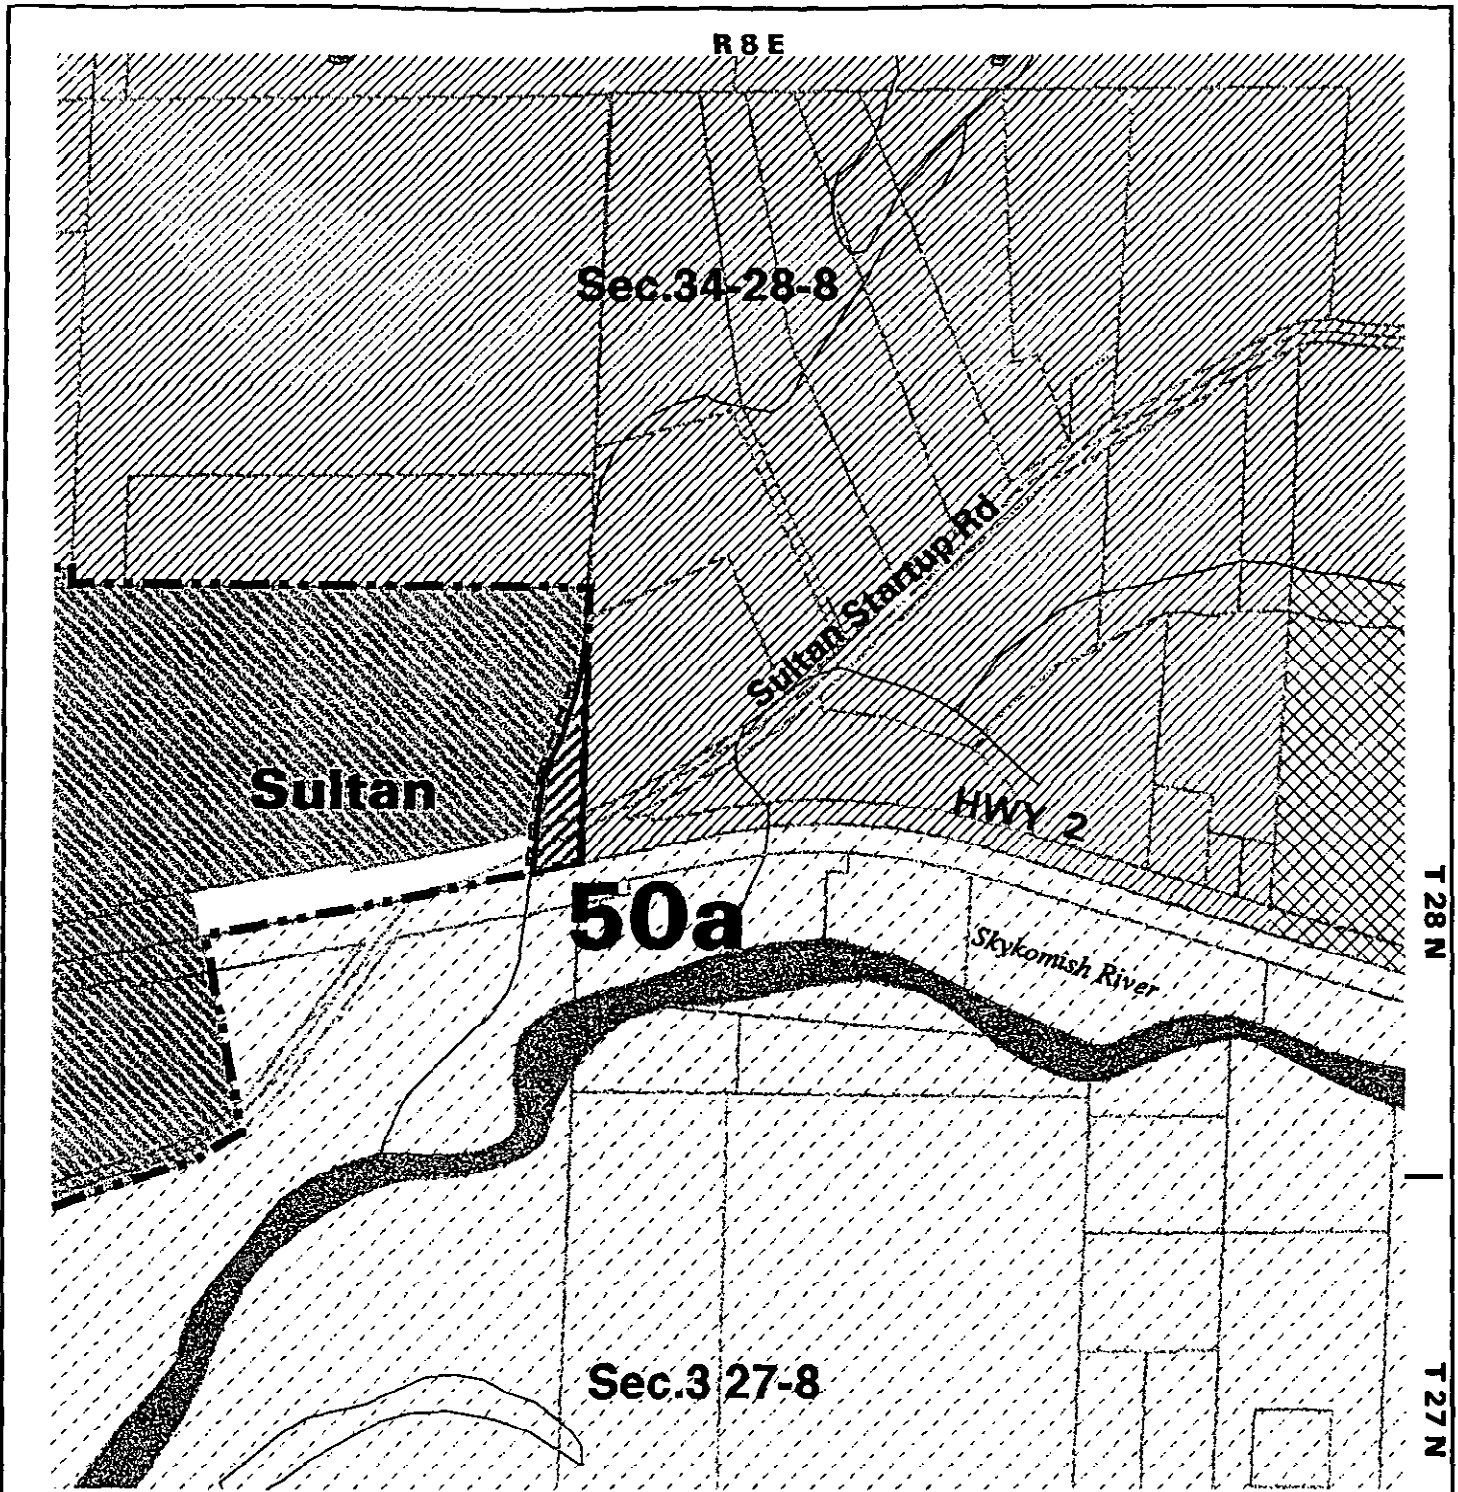 R 8 E
Sec.34-28-8
Sultan Startup Rd
Sultan
HWY 2
50a
T 28 N
Skykomish River
Sec.3 27-8
T 27 N